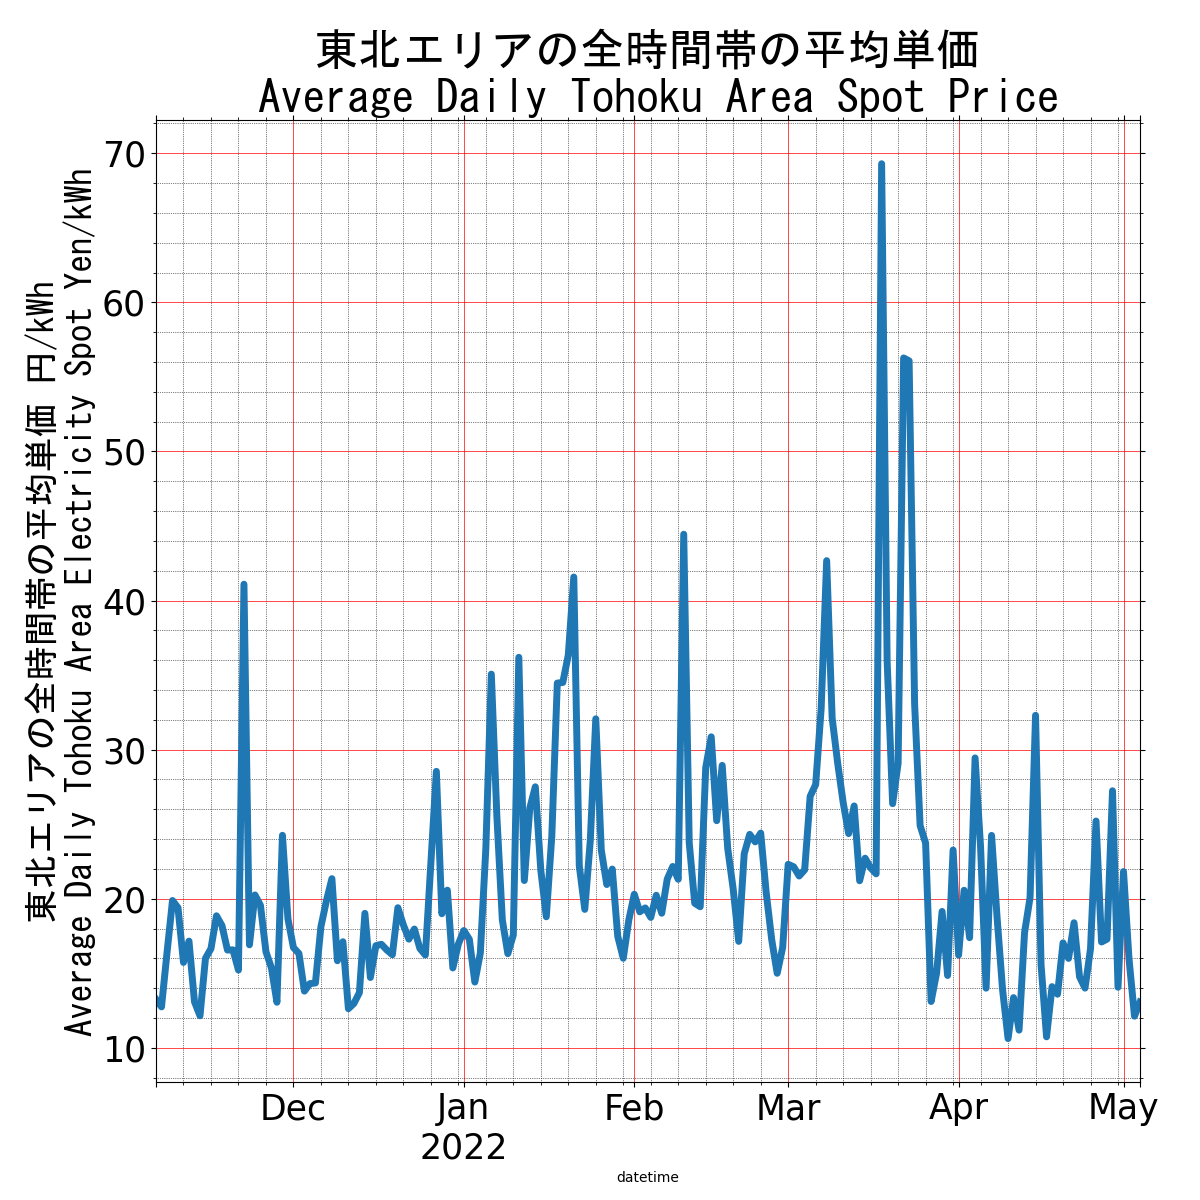 東北エリアの全時間帯の平均単価
Average Daily Tohoku Area Spot Price
東北エリアの全時間帯の平均単価 円/kWh
Average Daily Tohoku Area Electricity Spot Yen/kWh
70
60
50
40
30
20
10
Dec
Jan
2022
Feb
Mar
Apr
May
datetime